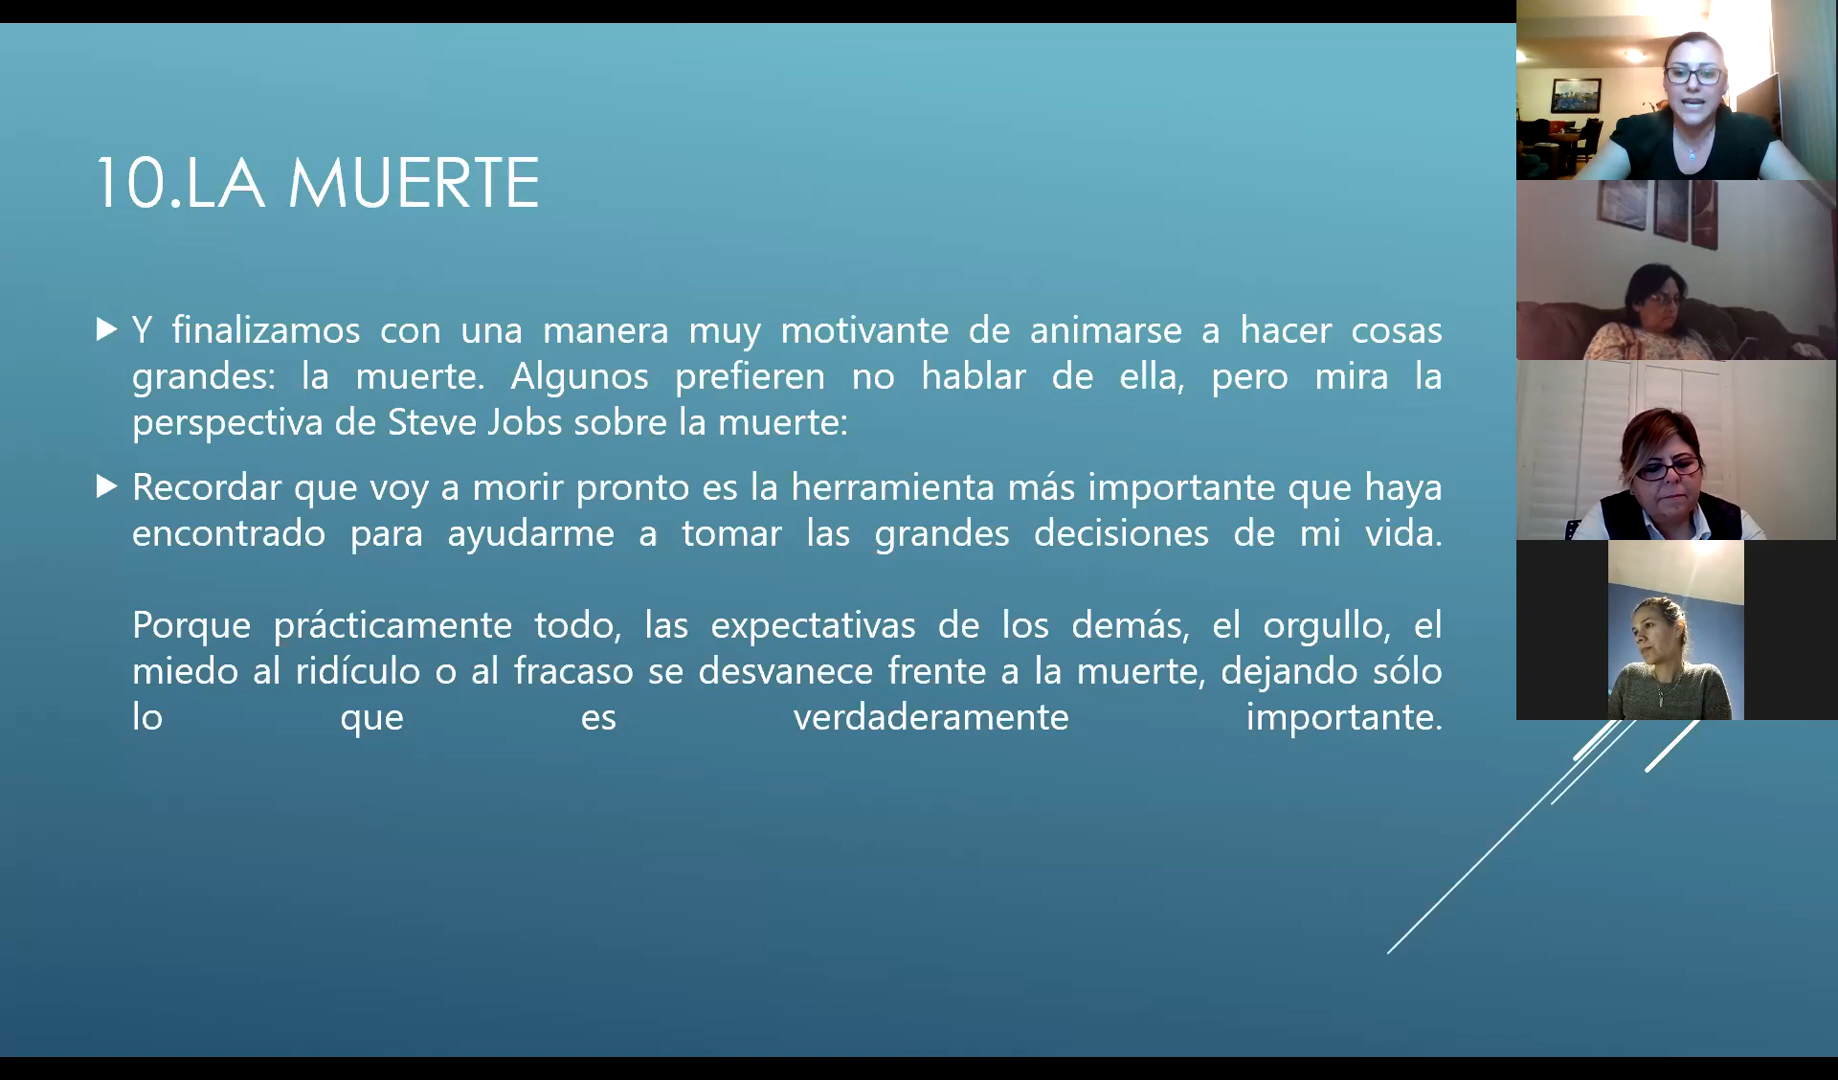 10.LA MUERTE
Y finalizamos con una manera muy motivante de animarse a hacer cosas
grandes: la muerte. Algunos prefieren no hablar de ella, pero mira la
perspectiva de Steve Jobs sobre la muerte:
Recordar que voy a morir pronto es la herramienta más importante que haya
encontrado para ayudarme a tomar las grandes decisiones de mi vida.
Porque prácticamente todo, las expectativas de los demás, el orgullo, el
miedo al ridículo o al fracaso se desvanece frente a la muerte, dejando sólo
lo que es verdaderamente importante.